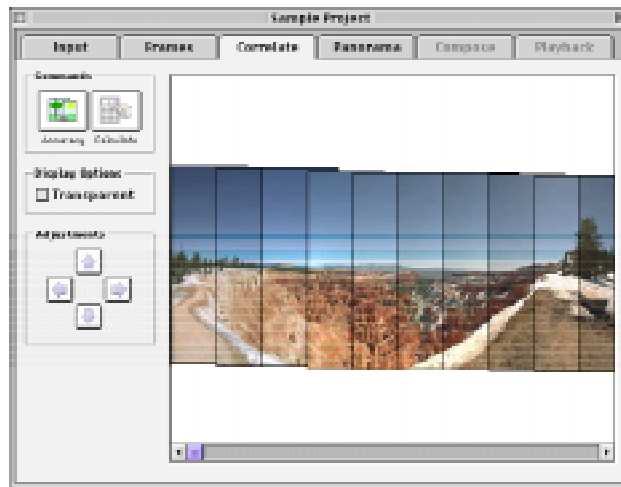 Sample Project
Input Frames Correlate Panorama Compose Playback
Commands
Accuracy Calculate
Display Options
Transparent
Adjustments